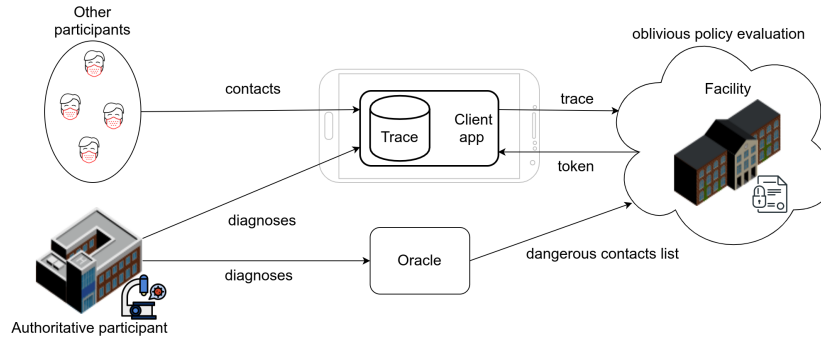 Other
participants
contacts
Trace
Client
app
trace
token
oblivious policy evaluation
Facility
diagnoses
diagnoses
Oracle
dangerous contacts list
Authoritative participant